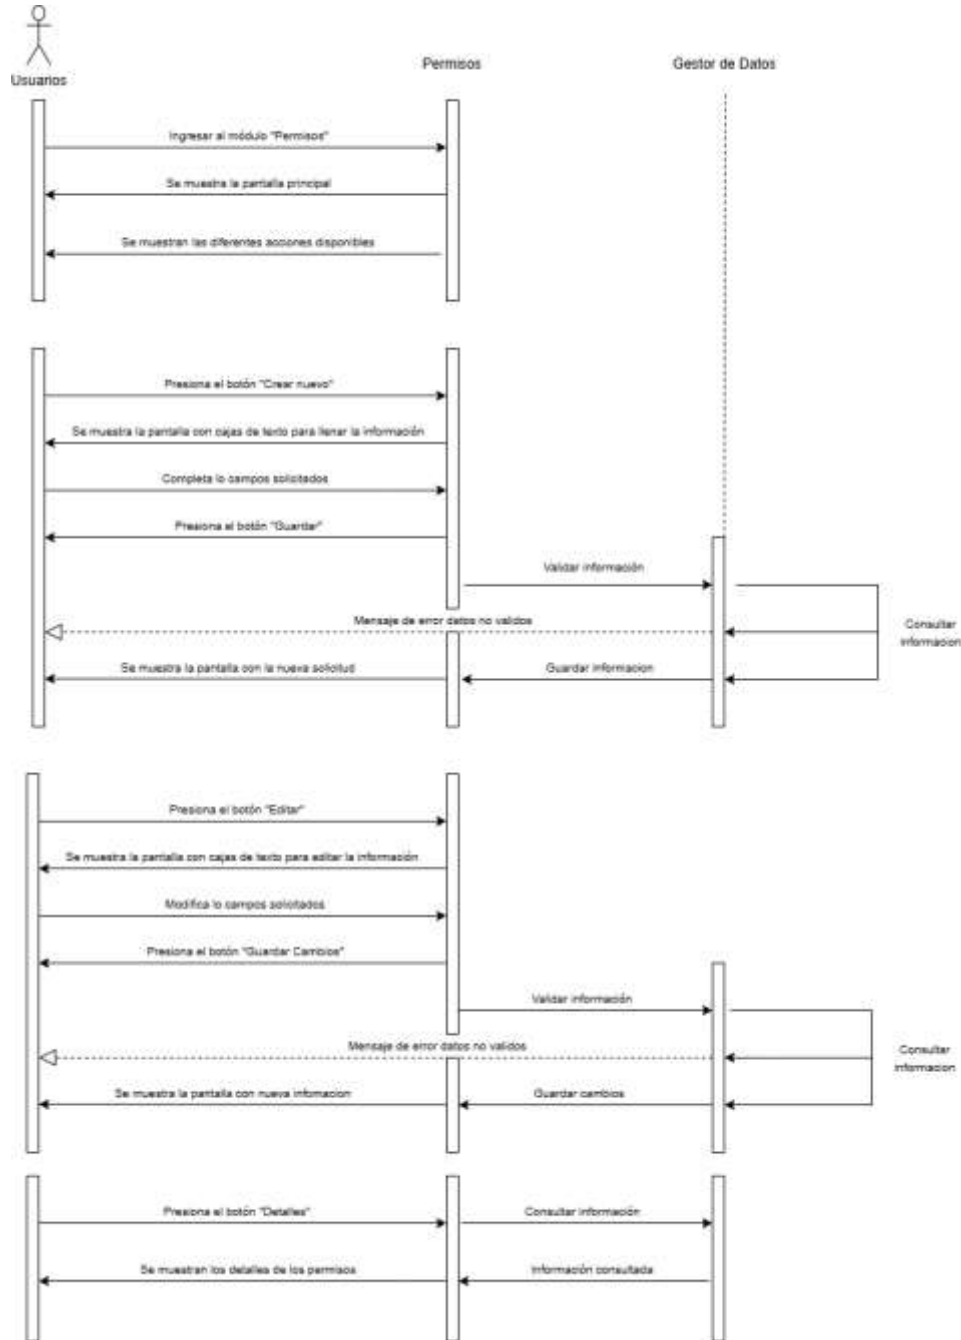 Usuarios
Permisos
Gestor de Datos
Ingresar al módulo "Permisos"
Se muestra la pantalla principal
Se muestran las diferentes acciones disponibles
Presiona el botón "Crear nuevo"
Se muestra la pantalla con cajas de texto para llenar la información
Completa lo campos solicitados
Presiona el botón "Guardar"
Validar información
Mensaje de error datos no validos
Consultar
informacion
Se muestra la pantalla con la nueva solicitud
Guardar informacion
Presiona el botón "Editar"
Se muestra la pantalla con cajas de texto para editar la información
Modifica lo campos solicitados
Presiona el botón "Guardar Cambios"
Validar información
Mensaje de error datos no validos
Consultar
informacion
Se muestra la pantalla con nueva infomacion
Guardar cambios
Presiona el botón "Detalles"
Consultar información
Se muestran los detalles de los permisos
Información consultada